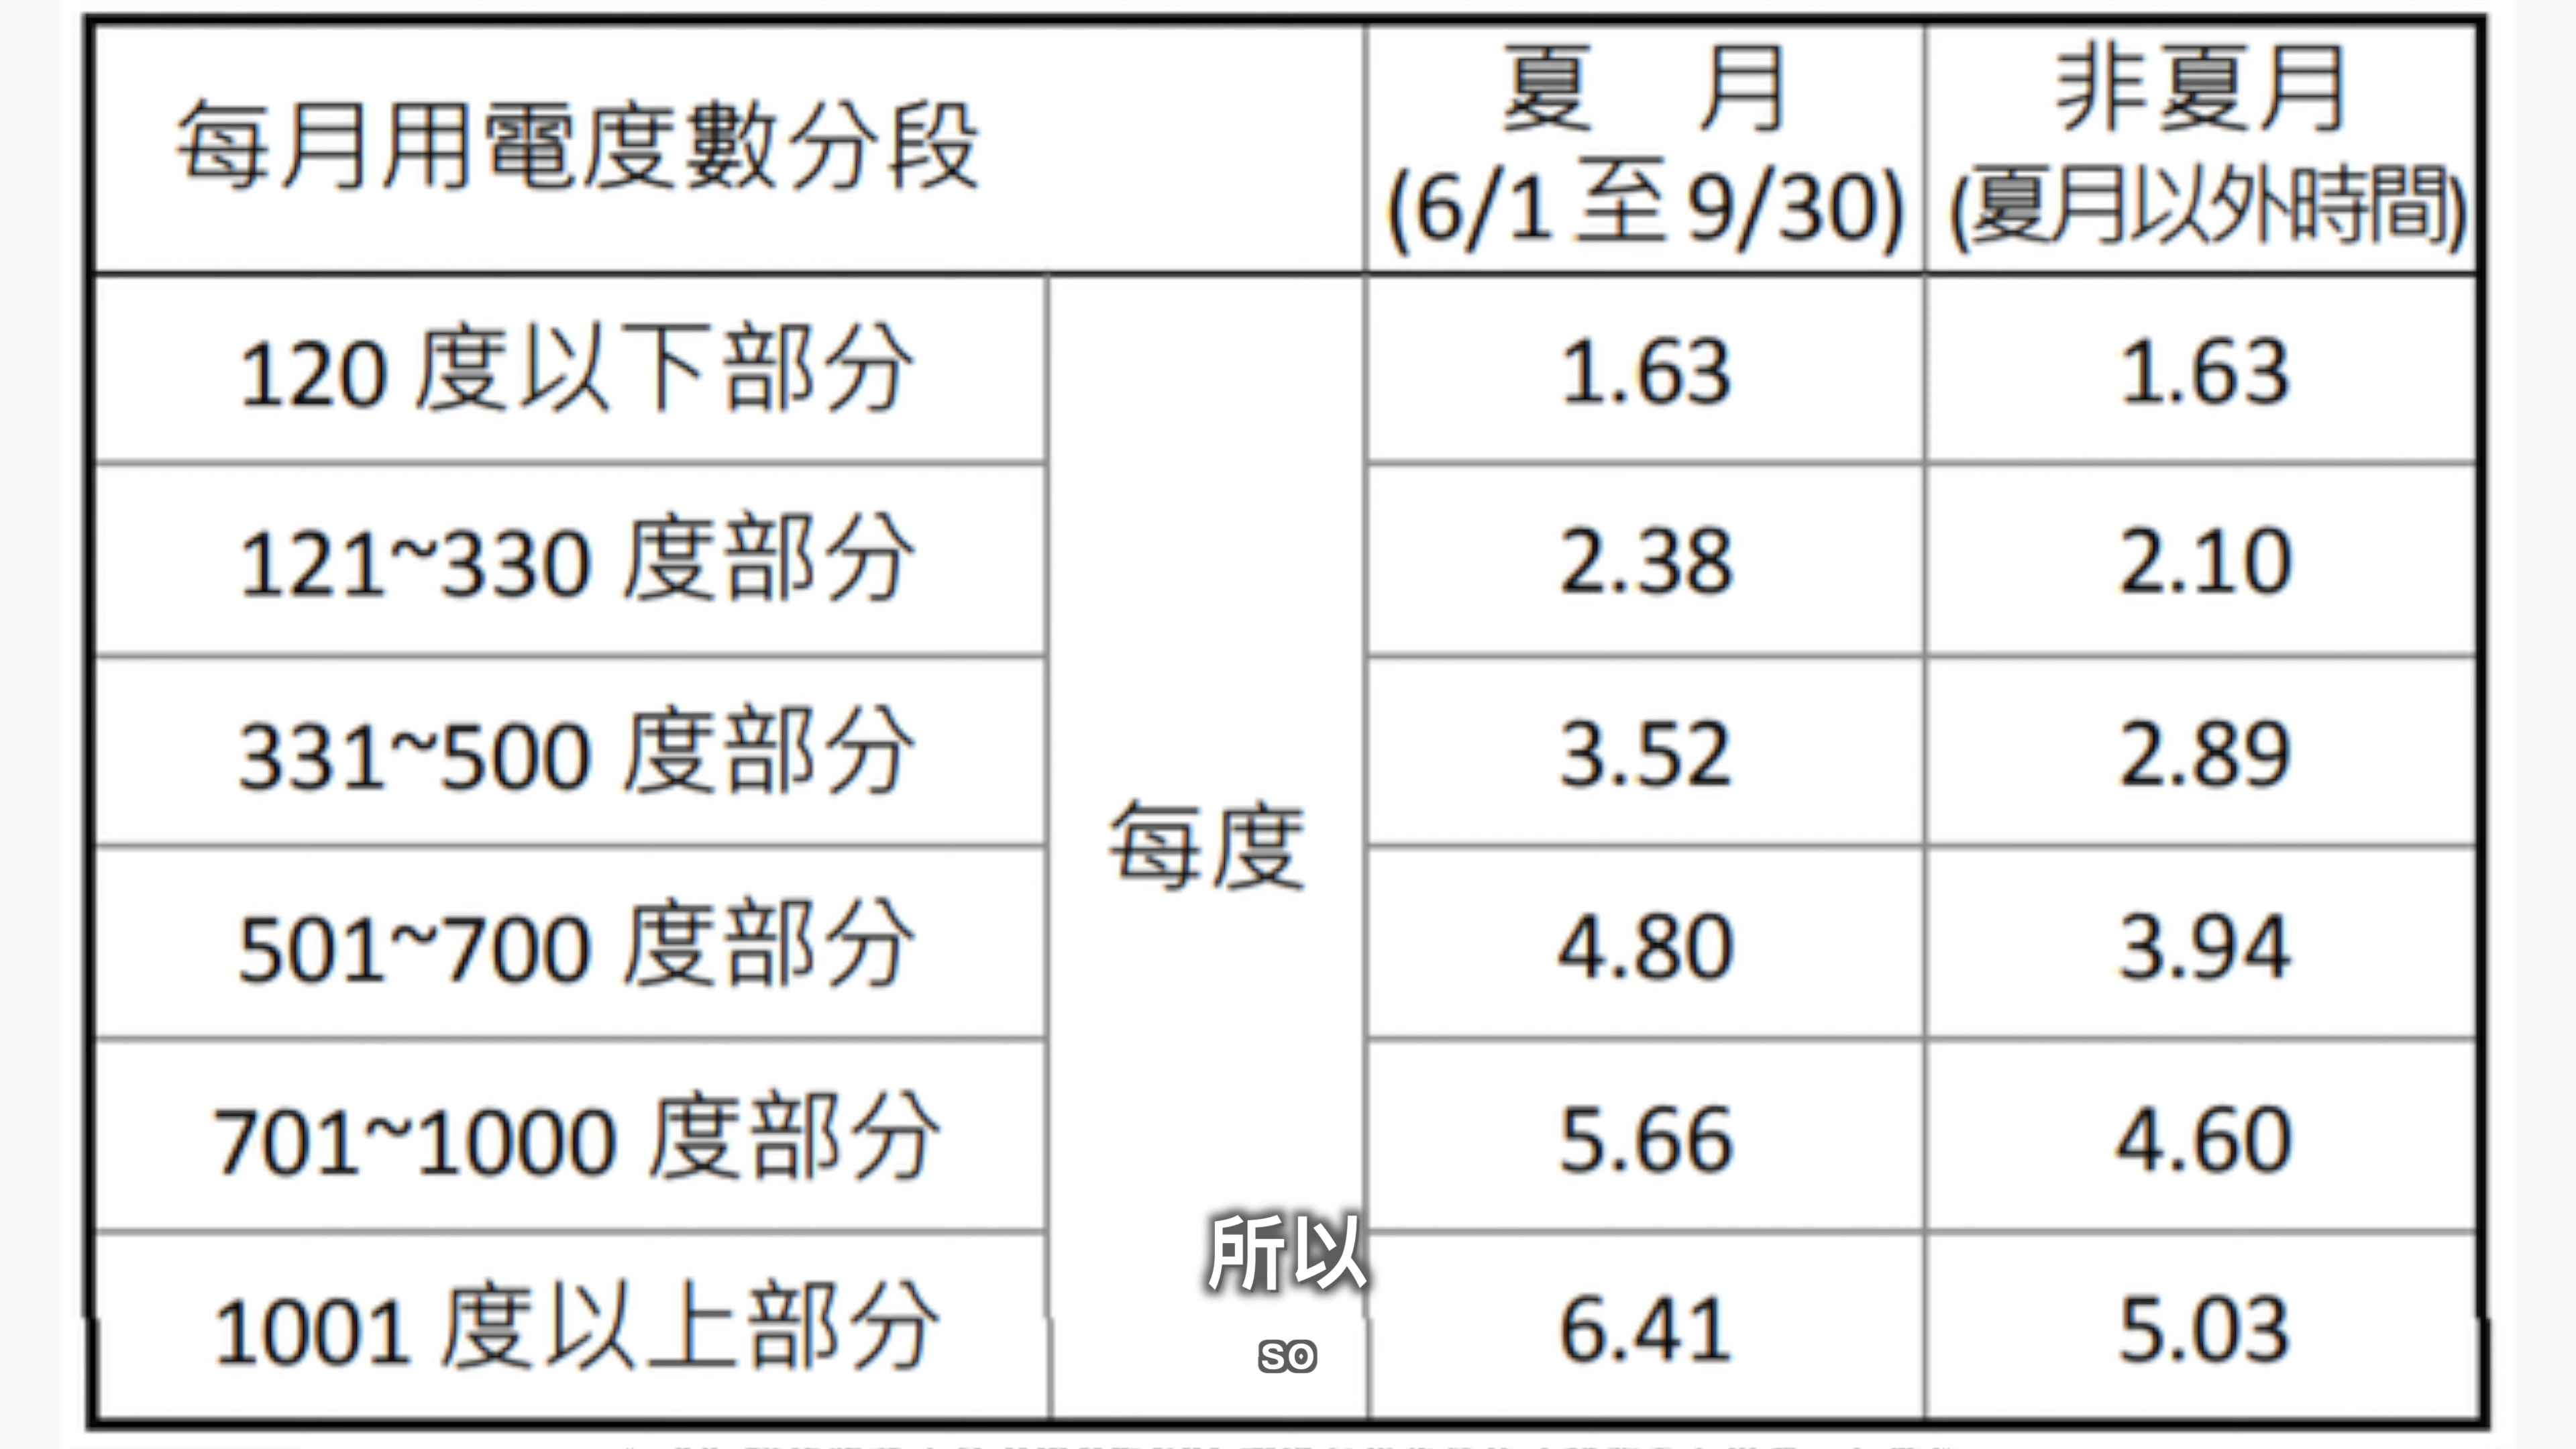 每月用電度數分段
夏 月
(6/1 至 9/30)
非夏月
(夏月以外時間)
120 度以下部分
1.63
1.63
121~330 度部分
2.38
2.10
331~500 度部分
3.52
2.89
每度
501~700 度部分
4.80
3.94
701~1000 度部分
5.66
4.60
1001 度以上部分
6.41
5.03
所以
so